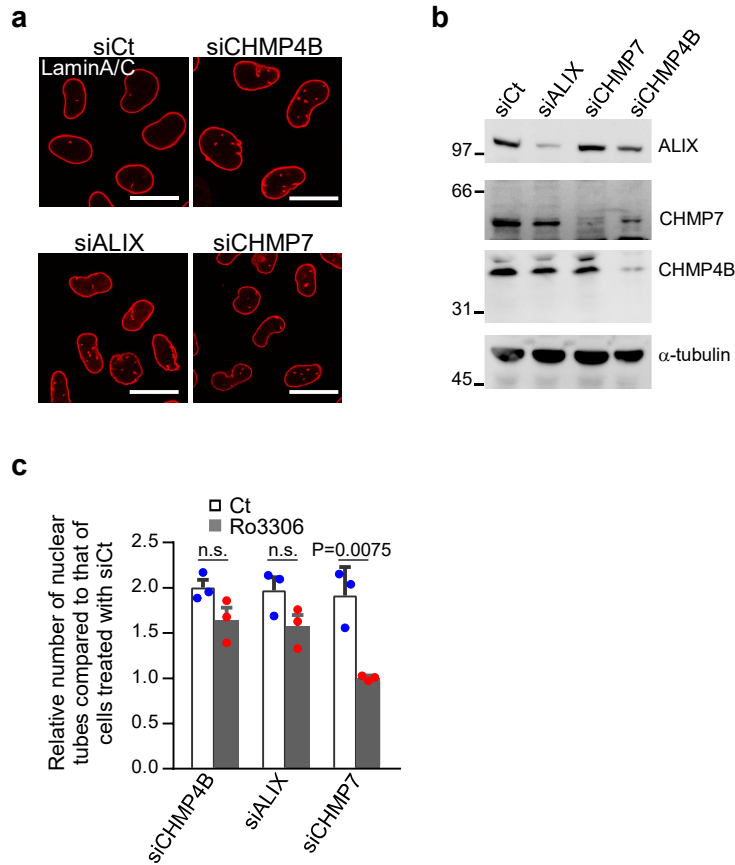 a
siCt
siCHMP4B
LaminA/C
siALIX
siCHMP7
b
siCt
siALIX
siCHMP7
siCHMP4B
97
ALIX
66
CHMP7
CHMP4B
31
α-tubulin
45
c
Ct
Ro3306
Relative number of nuclear
tubes compared to that of
cells treated with siCt
2.5
2.0
1.5
1.0
0.5
0.0
n.s.
n.s.
P=0.0075
siCHMP4B
siALIX
siCHMP7